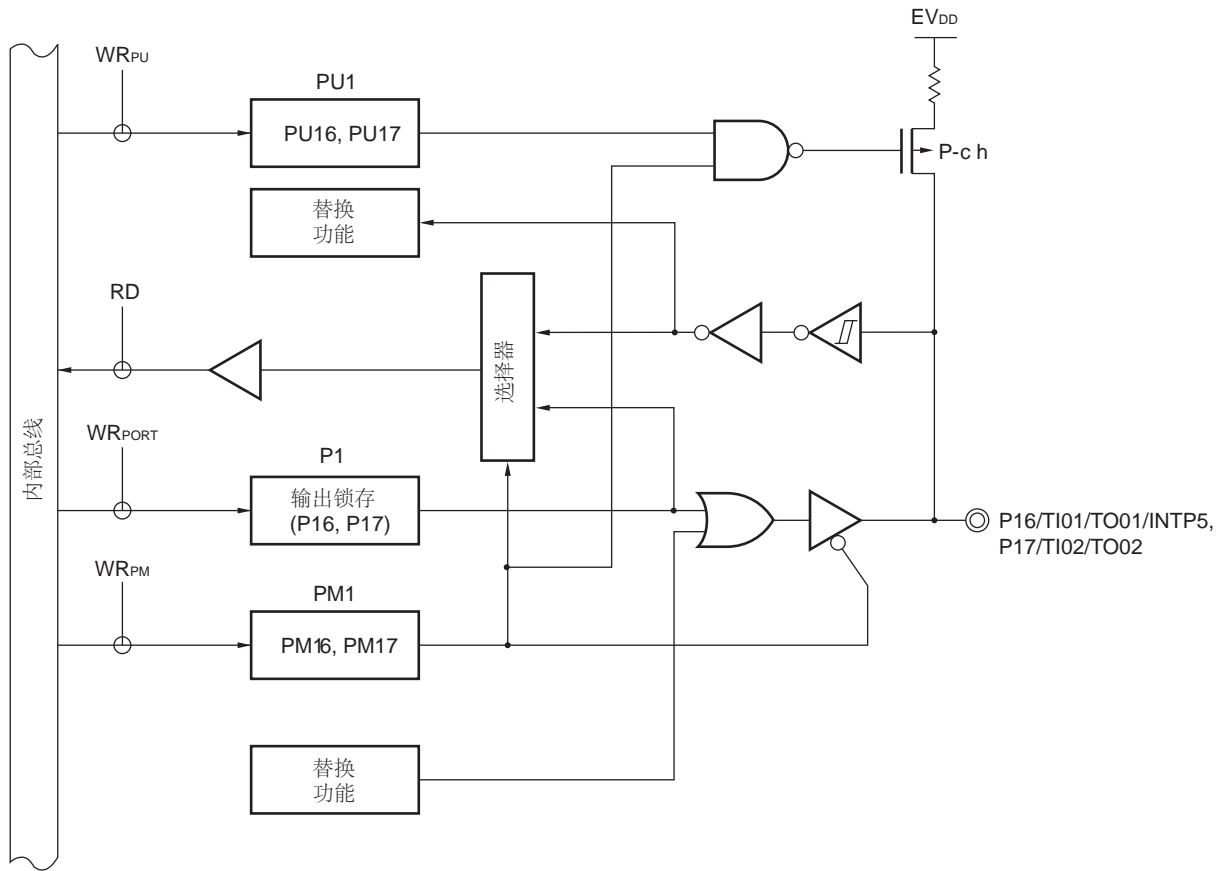 EVDD
WRPU
PU1
PU16, PU17
P-c h
替换
功能
RD
选择器
内部总线
WRPORT
P1
输出锁存
(P16, P17)
P16/TI01/TO01/INTP5,
P17/TI02/TO02
WRPM
PM1
PM16, PM17
替换
功能